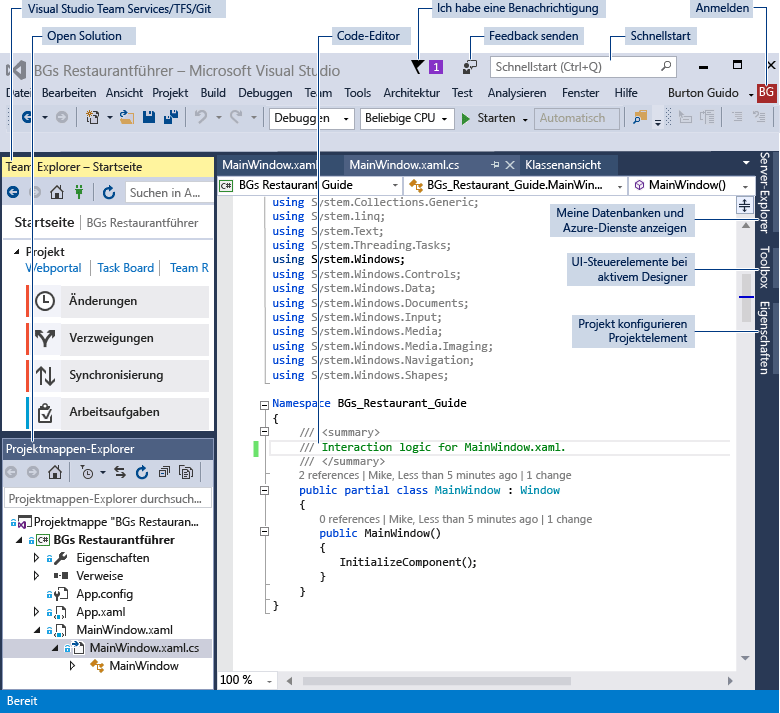 Visual Studio Team Services/TFS/Git
Ich habe eine Benachrichtigung
Anmelden
Open Solution
Code-Editor
Feedback senden
Schnellstart
BGs Restaurantführer – Microsoft Visual Studio
1
Schnellstart (Ctrl+Q)
Datei Bearbeiten Ansicht Projekt Build Debuggen Team Tools Architektur Test Analysieren Fenster Hilfe Burton Guido BG
Debuggen Beliebige CPU Starten Automatisch
Team Explorer – Startseite
Suchen in A...
Startseite | BGs Restaurantführer
Projekt
Webportal | Task Board | Team R
Änderungen
Verzweigungen
Synchronisierung
Arbeitsaufgaben
Projektmappen-Explorer
Projektmappen-Explorer durchsuc...
Projektmappe "BGs Restauran...
C# BGs Restaurantführer
Eigenschaften
Verweise
App.config
App.xaml
MainWindow.xaml
MainWindow.xaml.cs
MainWindow
MainWindow.xaml MainWindow.xaml.cs Klassenansicht
C# BGs Restaurant Guide BGs_Restaurant_Guide.MainWin... MainWindow()
using System.Collections.Generic;
using System.linq;
using System.Text;
using System.Threading.Tasks;
using System.Windows;
using System.Windows.Controls;
using System.Windows.Data;
using System.Windows.Documents;
using System.Windows.Input;
using System.Windows.Media;
using System.Windows.Media.Imaging;
using System.Windows.Navigation;
using System.Windows.Shapes;
Namespace BGs_Restaurant_Guide
{
/// <summary>
/// Interaction logic for MainWindow.xaml.
/// </summary>
2 references | Mike, Less than 5 minutes ago | 1 change
public partial class MainWindow : Window
{
0 references | Mike, Less than 5 minutes ago | 1 change
public MainWindow()
{
InitializeComponent();
}
}
}
100 %
Meine Datenbanken und
Azure-Dienste anzeigen
UI-Steuerelemente bei
aktivem Designer
Projekt konfigurieren
Projektelement
Server-Explorer
Toolbox
Eigenschaften
Bereit